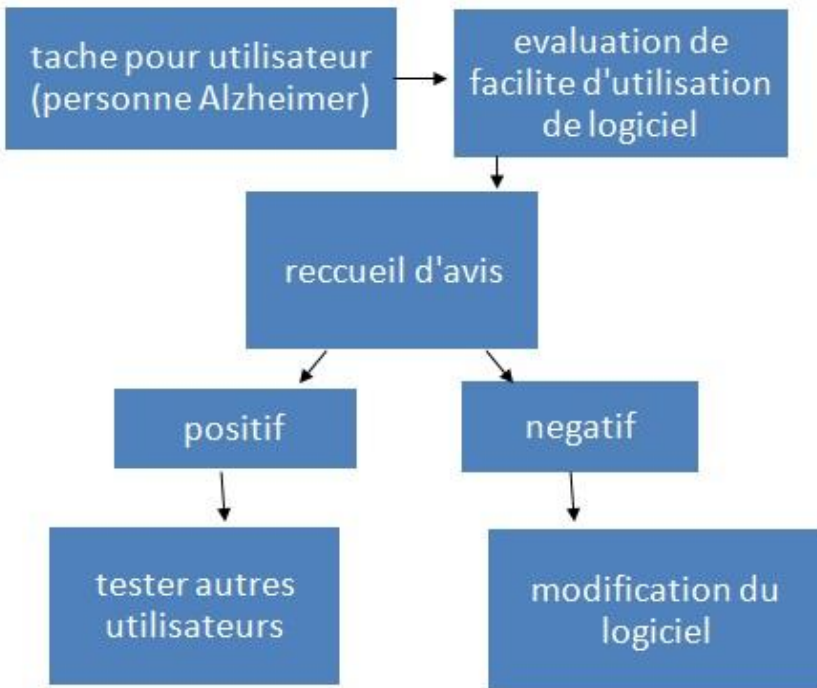 tache pour utilisateur
(personne Alzheimer)
evaluation de
facilite d'utilisation
de logiciel
reccueil d'avis
positif
negatif
tester autres
utilisateurs
modification du
logiciel